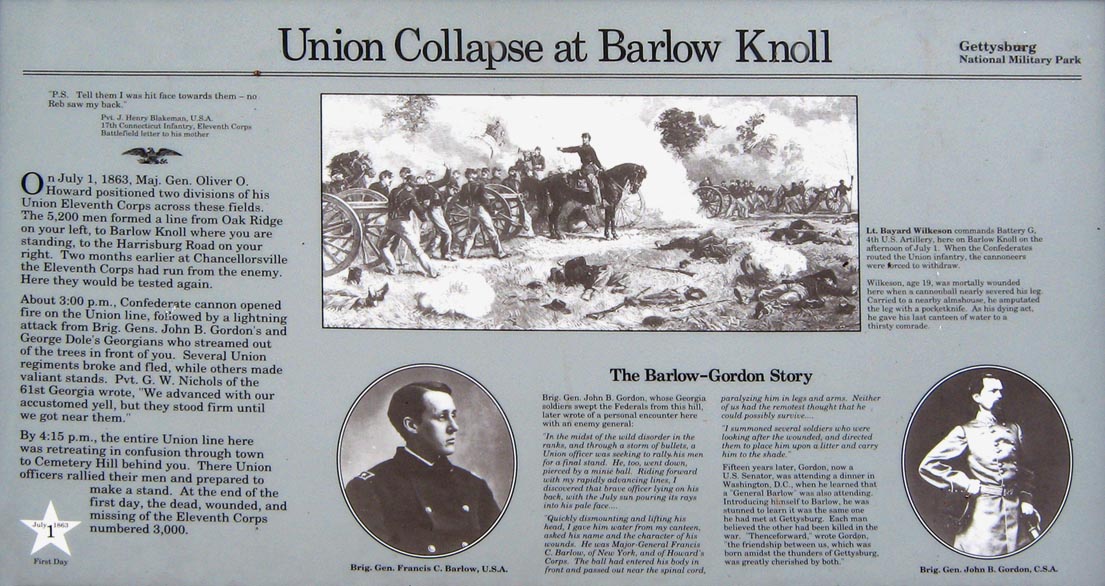 Union Collapse at Barlow Knoll
Gettysburg
National Military Park
"P.S. Tell them I was hit face towards them – no
Reb saw my back."
Pvt. J. Henry Blakeman, U.S.A.
17th Connecticut Infantry, Eleventh Corps
Battlefield letter to his mother
On July 1, 1863, Maj. Gen. Oliver O.
Howard positioned two divisions of his
Union Eleventh Corps across these fields.
The 5,200 men formed a line from Oak Ridge
on your left, to Barlow Knoll where you are
standing, to the Harrisburg Road on your
right. Two months earlier at Chancellorsville
the Eleventh Corps had run from the enemy.
Here they would be tested again.
About 3:00 p.m., Confederate cannon opened
fire on the Union line, followed by a lightning
attack from Brig. Gens. John B. Gordon's and
George Dole's Georgians who streamed out
of the trees in front of you. Several Union
regiments broke and fled, while others made
valiant stands. Pvt. G. W. Nichols of the
61st Georgia wrote, "We advanced with our
accustomed yell, but they stood firm until
we got near them."
By 4:15 p.m., the entire Union line here
was retreating in confusion through town
to Cemetery Hill behind you. There Union
officers rallied their men and prepared to
make a stand. At the end of the
first day, the dead, wounded, and
missing of the Eleventh Corps
numbered 3,000.
July 1863
1
First Day
Lt. Bayard Wilkeson commands Battery G,
4th U.S. Artillery, here on Barlow Knoll on the
afternoon of July 1. When the Confederates
routed the Union infantry, the cannoneers
were forced to withdraw.
Wilkeson, age 19, was mortally wounded
here when a cannonball nearly severed his leg.
Carried to a nearby almshouse, he amputated
the leg with a pocketknife. As his dying act,
he gave his last canteen of water to a
thirsty comrade.
Brig. Gen. Francis C. Barlow, U.S.A.
The Barlow–Gordon Story
Brig. Gen. John B. Gordon, whose Georgia
soldiers swept the Federals from this hill,
later wrote of a personal encounter here
with an enemy general:
"In the midst of the wild disorder in the
ranks, and through a storm of bullets, a
Union officer was seeking to rally his men
for a final stand. He, too, went down,
pierced by a minie ball. Riding forward
with my rapidly advancing lines, I
discovered that brave officer lying on his
back, with the July sun pouring its rays
into his pale face....
"Quickly dismounting and lifting his
head, I gave him water from my canteen,
asked his name and the character of his
wounds. He was Major-General Francis
C. Barlow, of New York, and of Howard's
Corps. The ball had entered his body in
front and passed out near the spinal cord,
paralyzing him in legs and arms. Neither
of us had the remotest thought that he
could possibly survive....
"I summoned several soldiers who were
looking after the wounded, and directed
them to place him upon a litter and carry
him to the shade."
Fifteen years later, Gordon, now a
U.S. Senator, was attending a dinner in
Washington, D.C., when he learned that
a "General Barlow" was also attending.
Introducing himself to Barlow, he was
stunned to learn it was the same one
he had met at Gettysburg. Each man
believed the other had been killed in the
war. "Thenceforward," wrote Gordon,
"the friendship between us, which was
born amidst the thunders of Gettysburg,
was greatly cherished by both."
Brig. Gen. John B. Gordon, C.S.A.